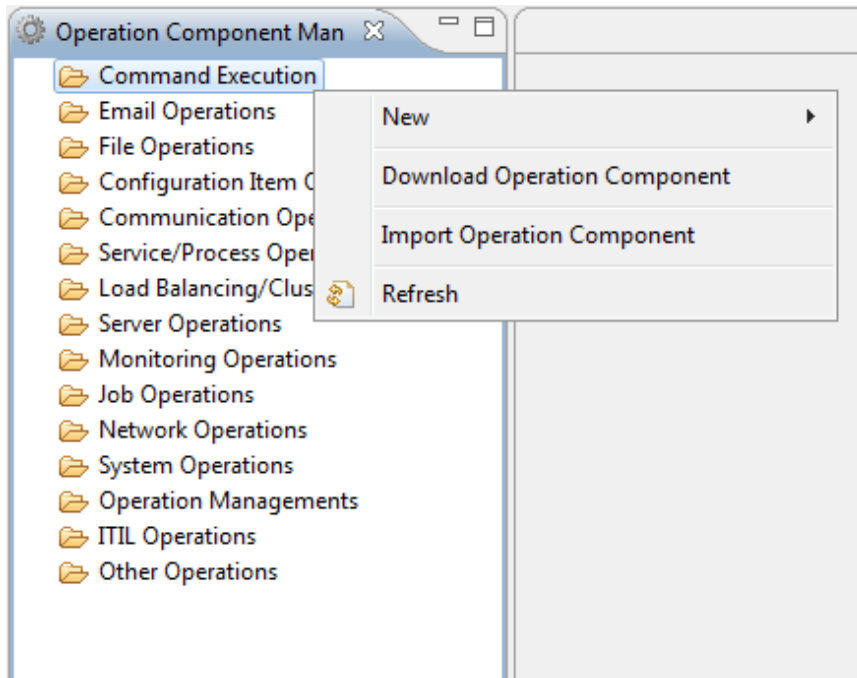 Operation Component Man
Command Execution
Email Operations
File Operations
Configuration Item
Communication Ope
Service/Process Oper
Load Balancing/Clus
Server Operations
Monitoring Operations
Job Operations
Network Operations
System Operations
Operation Managements
ITIL Operations
Other Operations
New
Download Operation Component
Import Operation Component
Refresh